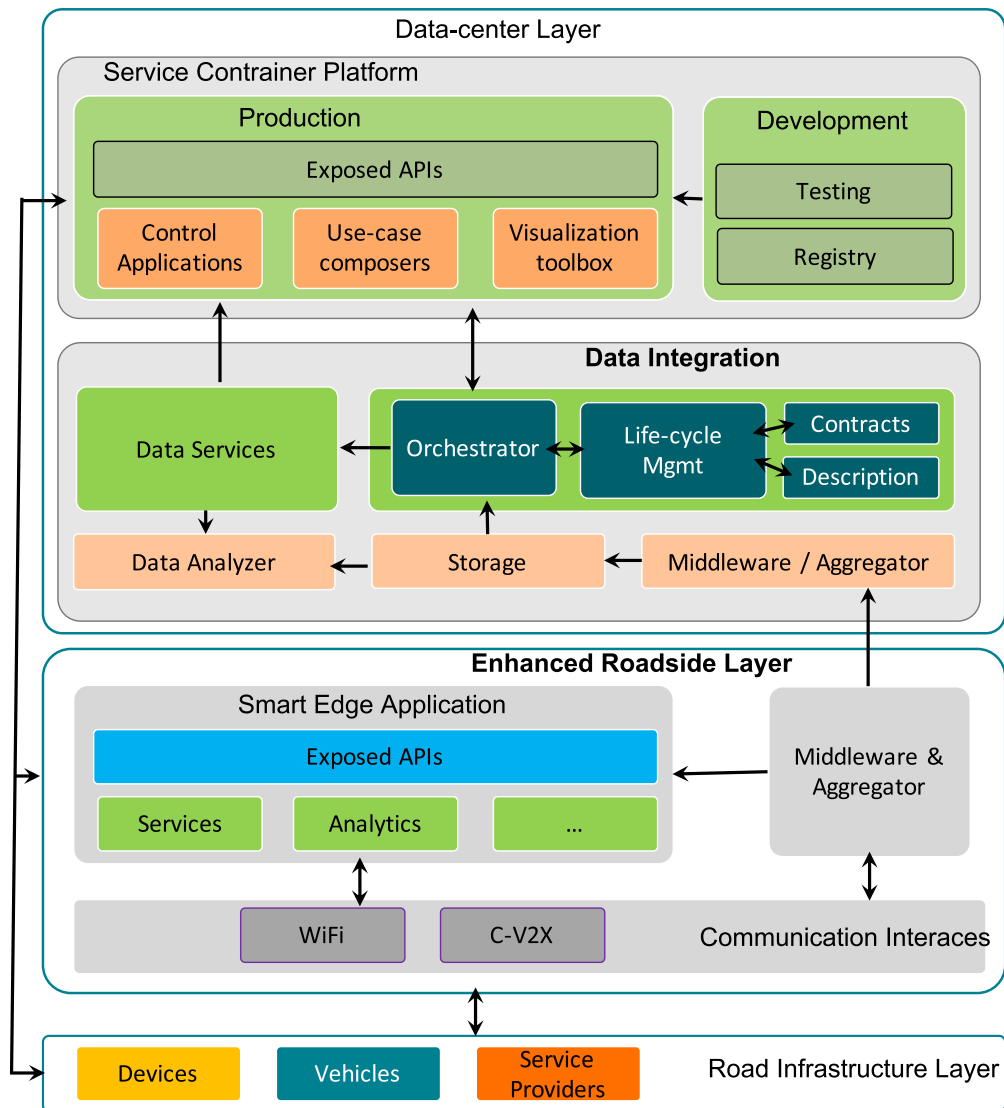 Data-center Layer
Service Contrainer Platform
Production
Exposed APIs
Control
Applications
Use-case
composers
Visualization
toolbox
Development
Testing
Registry
Data Integration
Data Services
Orchestrator
Life-cycle
Mgmt
Contracts
Description
Data Analyzer
Storage
Middleware / Aggregator
Enhanced Roadside Layer
Smart Edge Application
Exposed APIs
Services
Analytics
...
Middleware &
Aggregator
WiFi
C-V2X
Communication Interaces
Devices
Vehicles
Service
Providers
Road Infrastructure Layer